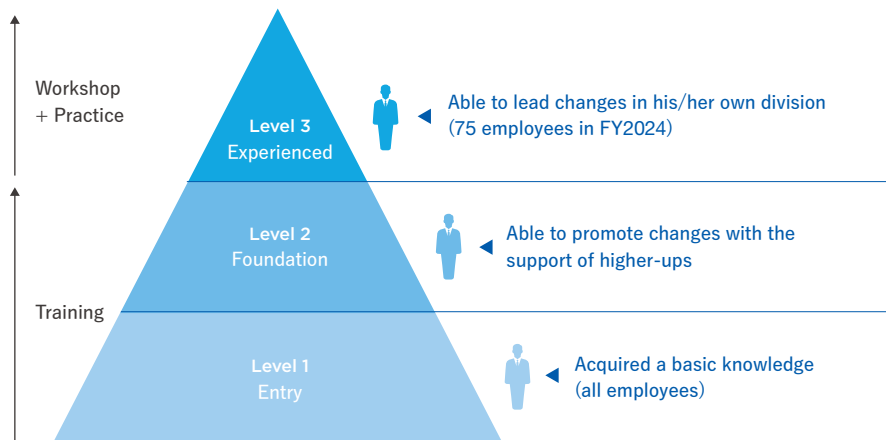 Workshop
+ Practice
Level 3
Experienced
Able to lead changes in his/her own division
(75 employees in FY2024)
Level 2
Foundation
Able to promote changes with the
support of higher-ups
Training
Level 1
Entry
Acquired a basic knowledge
(all employees)